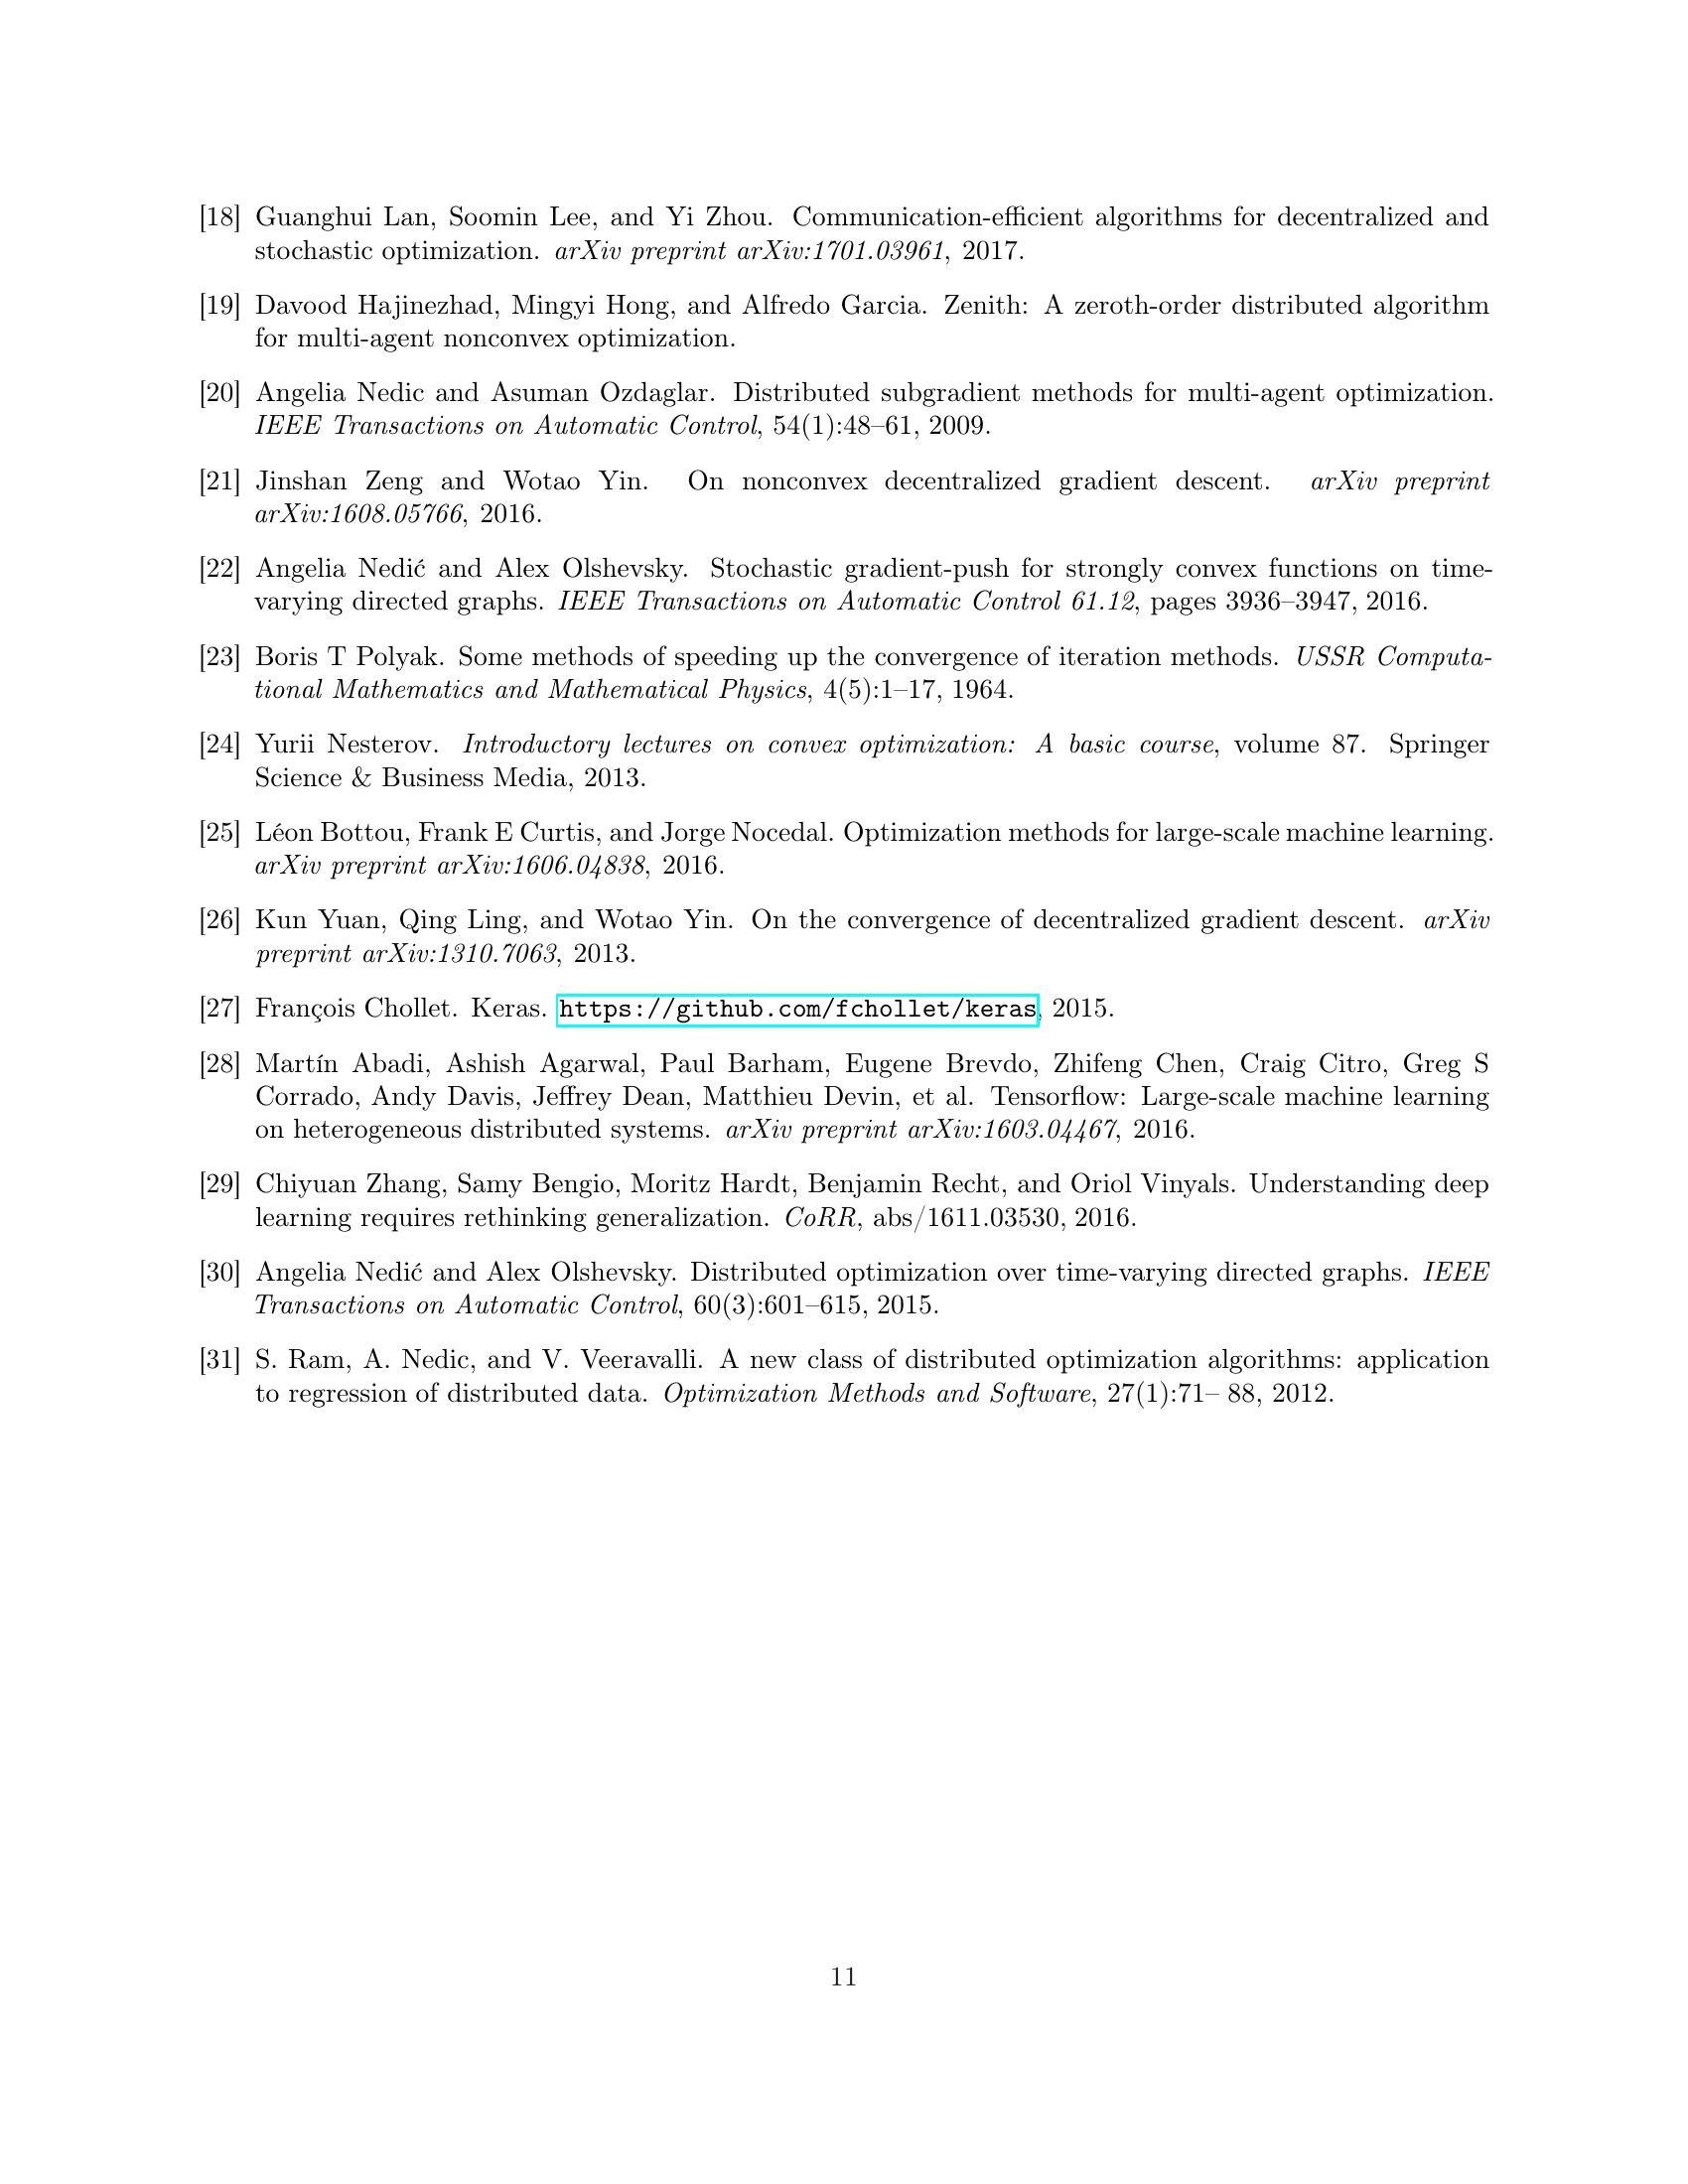 [18] Guanghui Lan, Soomin Lee, and Yi Zhou. Communication-efficient algorithms for decentralized and
stochastic optimization. arXiv preprint arXiv:1701.03961, 2017.
[19] Davood Hajinezhad, Mingyi Hong, and Alfredo Garcia. Zenith: A zeroth-order distributed algorithm
for multi-agent nonconvex optimization.
[20] Angelia Nedic and Asuman Ozdaglar. Distributed subgradient methods for multi-agent optimization.
IEEE Transactions on Automatic Control, 54(1):48–61, 2009.
[21] Jinshan Zeng and Wotao Yin. On nonconvex decentralized gradient descent. arXiv preprint
arXiv:1608.05766, 2016.
[22] Angelia Nedić and Alex Olshevsky. Stochastic gradient-push for strongly convex functions on time-
varying directed graphs. IEEE Transactions on Automatic Control 61.12, pages 3936–3947, 2016.
[23] Boris T Polyak. Some methods of speeding up the convergence of iteration methods. USSR Computa-
tional Mathematics and Mathematical Physics, 4(5):1–17, 1964.
[24] Yurii Nesterov. Introductory lectures on convex optimization: A basic course, volume 87. Springer
Science & Business Media, 2013.
[25] Léon Bottou, Frank E Curtis, and Jorge Nocedal. Optimization methods for large-scale machine learning.
arXiv preprint arXiv:1606.04838, 2016.
[26] Kun Yuan, Qing Ling, and Wotao Yin. On the convergence of decentralized gradient descent. arXiv
preprint arXiv:1310.7063, 2013.
[27] François Chollet. Keras. https://github.com/fchollet/keras, 2015.
[28] Martín Abadi, Ashish Agarwal, Paul Barham, Eugene Brevdo, Zhifeng Chen, Craig Citro, Greg S
Corrado, Andy Davis, Jeffrey Dean, Matthieu Devin, et al. Tensorflow: Large-scale machine learning
on heterogeneous distributed systems. arXiv preprint arXiv:1603.04467, 2016.
[29] Chiyuan Zhang, Samy Bengio, Moritz Hardt, Benjamin Recht, and Oriol Vinyals. Understanding deep
learning requires rethinking generalization. CoRR, abs/1611.03530, 2016.
[30] Angelia Nedić and Alex Olshevsky. Distributed optimization over time-varying directed graphs. IEEE
Transactions on Automatic Control, 60(3):601–615, 2015.
[31] S. Ram, A. Nedic, and V. Veeravalli. A new class of distributed optimization algorithms: application
to regression of distributed data. Optimization Methods and Software, 27(1):71– 88, 2012.
11